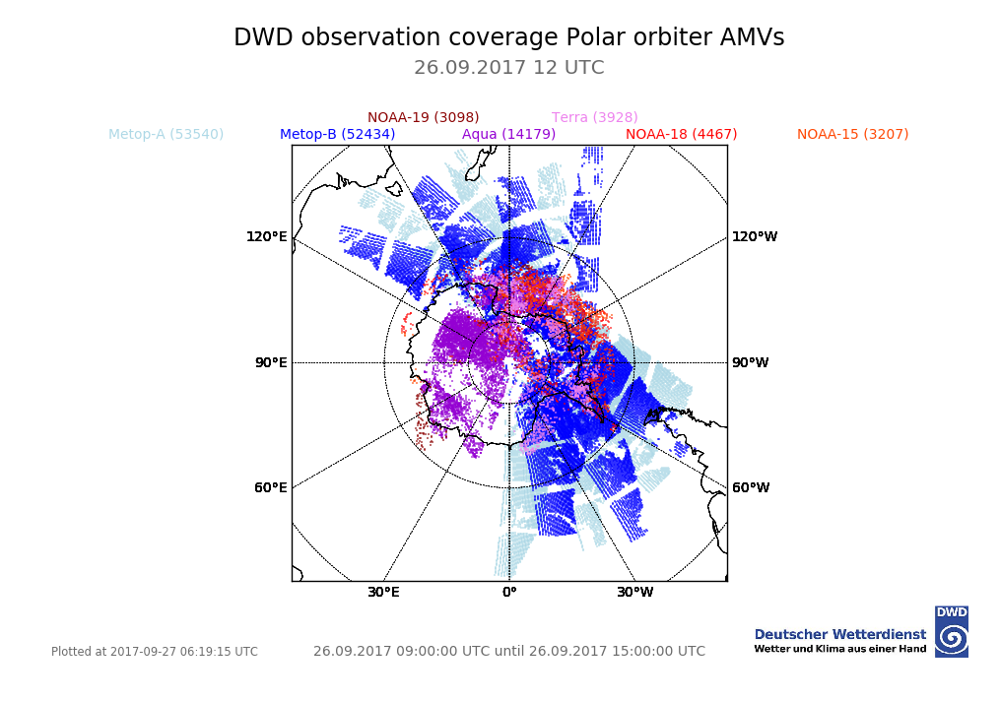 DWD observation coverage Polar orbiter AMVs
26.09.2017 12 UTC
NOAA-19 (3098) Terra (3928)
Metop-A (53540) Metop-B (52434) Aqua (14179) NOAA-18 (4467) NOAA-15 (3207)
120°E 120°W
90°E 90°W
60°E 60°W
30°E 0° 30°W
DWD
Deutscher Wetterdienst
Wetter und Klima aus einer Hand
Plotted at 2017-09-27 06:19:15 UTC 26.09.2017 09:00:00 UTC until 26.09.2017 15:00:00 UTC